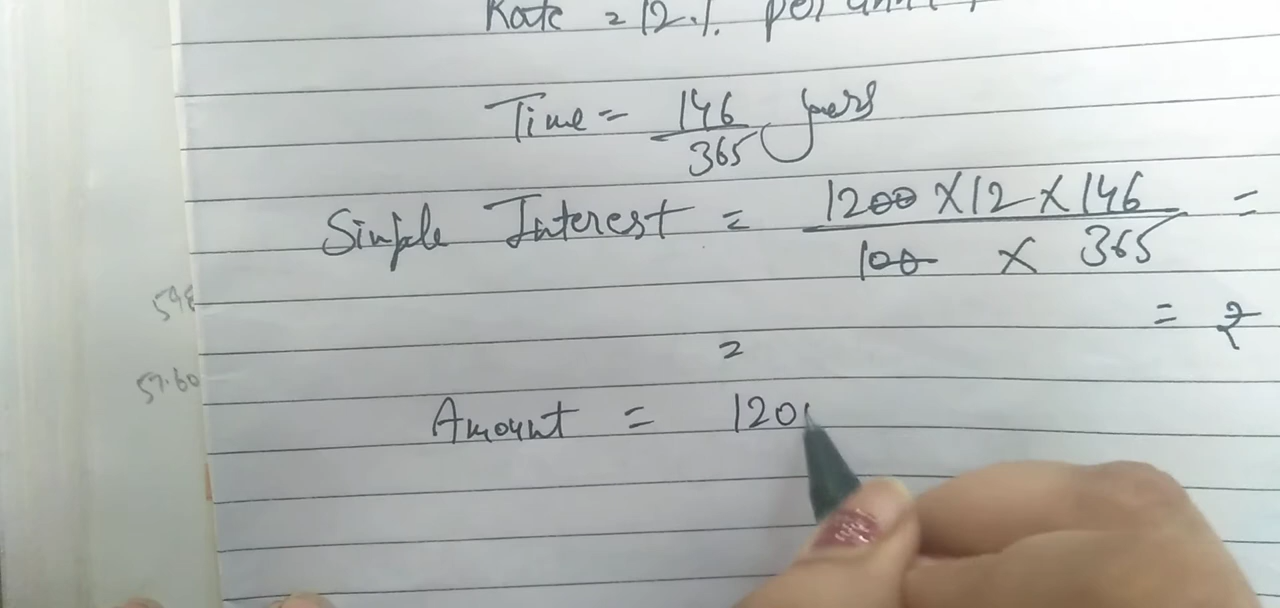 Rate = 12% per
Time = 146/365 years
Simple Interest = 1200 X 12 X 146 / 100 X 365 =
= ₹
598
57.60
2
Amount = 120